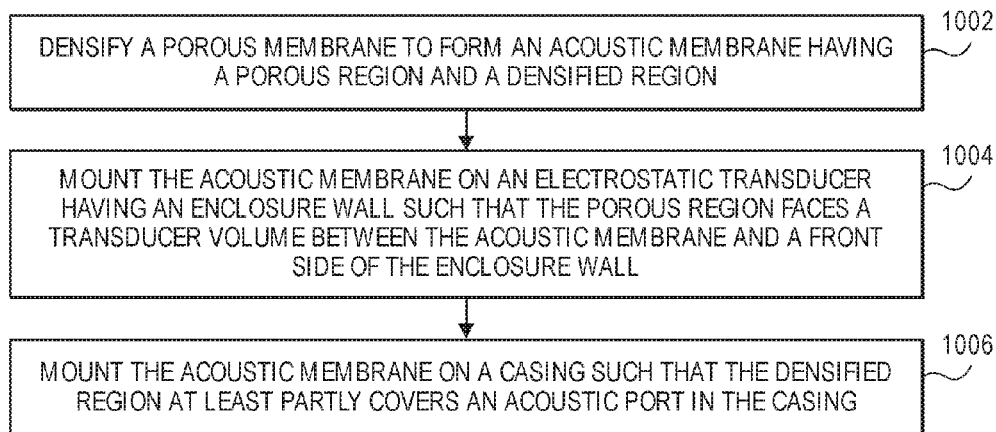 1002
DENSIFY A POROUS MEMBRANE TO FORM AN ACOUSTIC MEMBRANE HAVING
A POROUS REGION AND A DENSIFIED REGION
1004
MOUNT THE ACOUSTIC MEMBRANE ON AN ELECTROSTATIC TRANSDUCER
HAVING AN ENCLOSURE WALL SUCH THAT THE POROUS REGION FACES A
TRANSDUCER VOLUME BETWEEN THE ACOUSTIC MEMBRANE AND A FRONT
SIDE OF THE ENCLOSURE WALL
1006
MOUNT THE ACOUSTIC MEMBRANE ON A CASING SUCH THAT THE DENSIFIED
REGION AT LEAST PARTLY COVERS AN ACOUSTIC PORT IN THE CASING